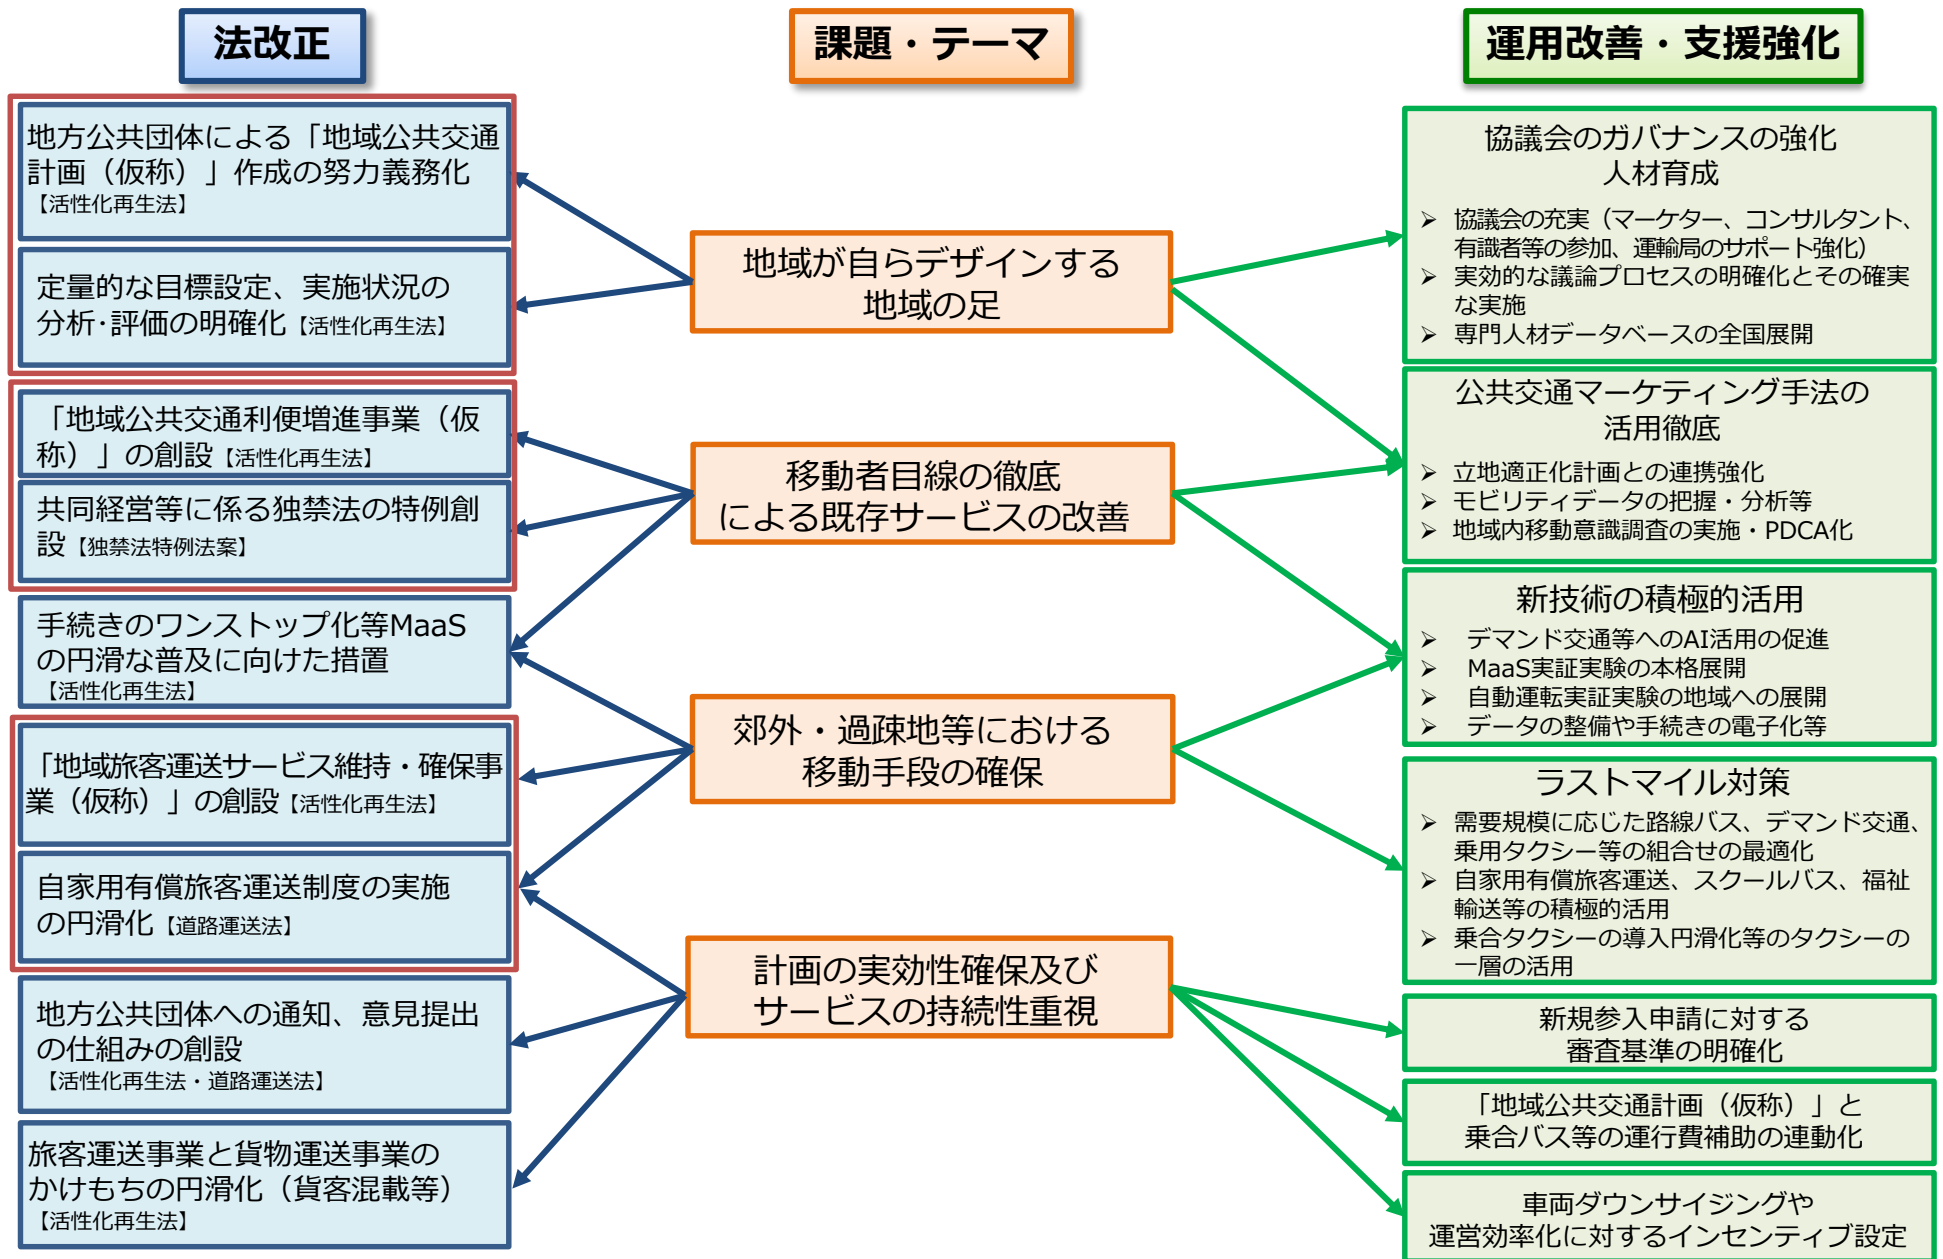 法改正
課題・テーマ
運用改善・支援強化
地方公共団体による「地域公共交通
計画（仮称）」作成の努力義務化
【活性化再生法】
定量的な目標設定、実施状況の
分析･評価の明確化【活性化再生法】
「地域公共交通利便増進事業（仮
称）」の創設【活性化再生法】
共同経営等に係る独禁法の特例創
設【独禁法特例法案】
手続きのワンストップ化等MaaS
の円滑な普及に向けた措置
【活性化再生法】
「地域旅客運送サービス維持・確保事
業（仮称）」の創設【活性化再生法】
自家用有償旅客運送制度の実施
の円滑化【道路運送法】
地方公共団体への通知、意見提出
の仕組みの創設
【活性化再生法・道路運送法】
旅客運送事業と貨物運送事業の
かけもちの円滑化（貨客混載等）
【活性化再生法】
地域が自らデザインする
地域の足
移動者目線の徹底
による既存サービスの改善
郊外・過疎地等における
移動手段の確保
計画の実効性確保及び
サービスの持続性重視
協議会のガバナンスの強化
人材育成
➢ 協議会の充実（マーケター、コンサルタント、
有識者等の参加、運輸局のサポート強化）
➢ 実効的な議論プロセスの明確化とその確実
な実施
➢ 専門人材データベースの全国展開
公共交通マーケティング手法の
活用徹底
➢ 立地適正化計画との連携強化
➢ モビリティデータの把握・分析等
➢ 地域内移動意識調査の実施・PDCA化
新技術の積極的活用
➢ デマンド交通等へのAI活用の促進
➢ MaaS実証実験の本格展開
➢ 自動運転実証実験の地域への展開
➢ データの整備や手続きの電子化等
ラストマイル対策
➢ 需要規模に応じた路線バス、デマンド交通、
乗用タクシー等の組合せの最適化
➢ 自家用有償旅客運送、スクールバス、福祉
輸送等の積極的活用
➢ 乗合タクシーの導入円滑化等のタクシーの
一層の活用
新規参入申請に対する
審査基準の明確化
「地域公共交通計画（仮称）」と
乗合バス等の運行費補助の連動化
車両ダウンサイジングや
運営効率化に対するインセンティブ設定